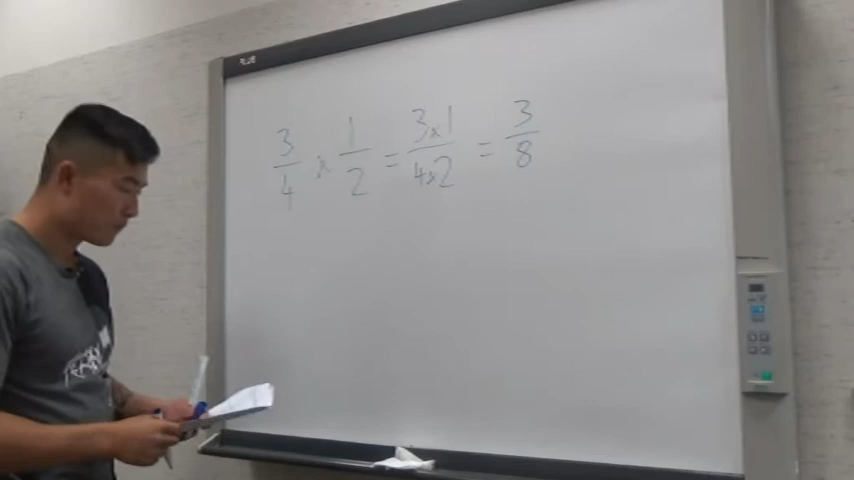 3/4 x 1/2 = 3x1/4x2 = 3/8